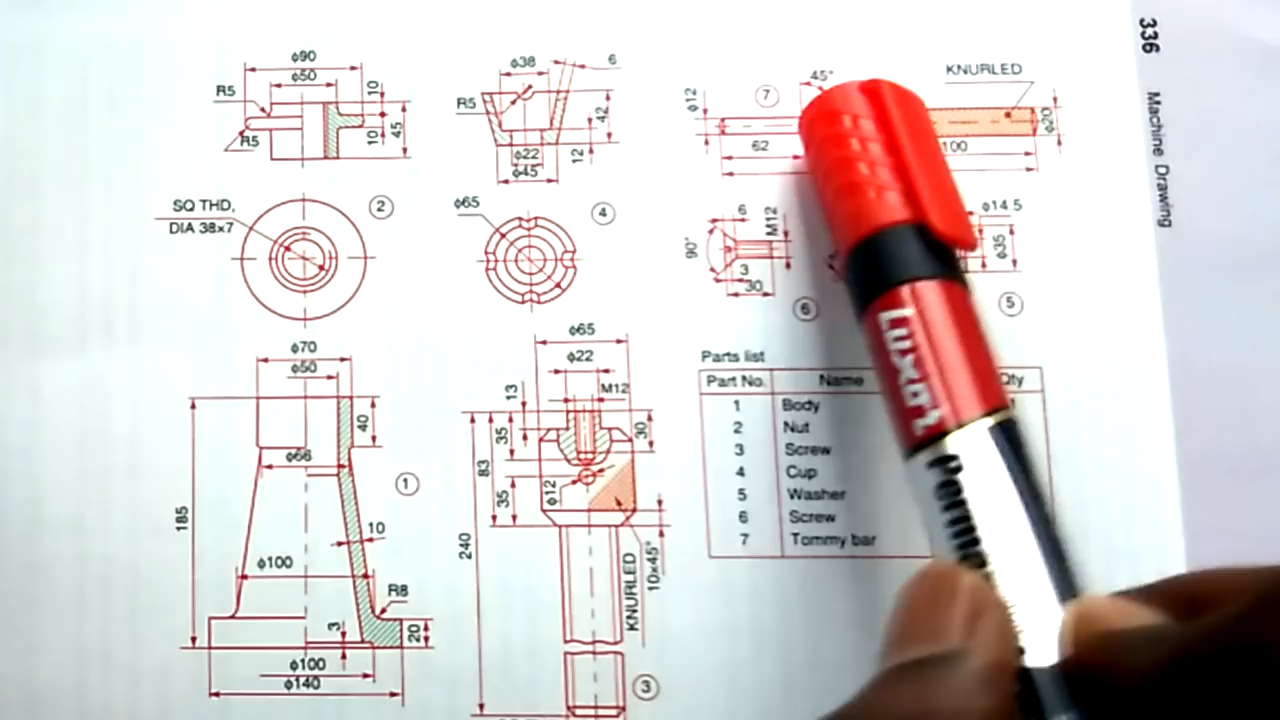 336 Machine Drawing
ϕ90
ϕ50
R5
R5
10
10
45
SQ THD,
DIA 38×7
2
ϕ38
6
R5
42
12
ϕ22
ϕ45
ϕ65
4
7
45°
KNURLED
ϕ12
ϕ20
62
100
6
M12
90°
3
30
6
ϕ14.5
ϕ35
5
ϕ70
ϕ50
40
ϕ66
1
185
10
ϕ100
R8
3
20
ϕ100
ϕ140
ϕ65
ϕ22
M12
13
35
30
83
ϕ12
35
240
KNURLED
10×45°
3
Parts list
Part No. Name Qty
1 Body
2 Nut
3 Screw
4 Cup
5 Washer
6 Screw
7 Tommy bar
Luxor